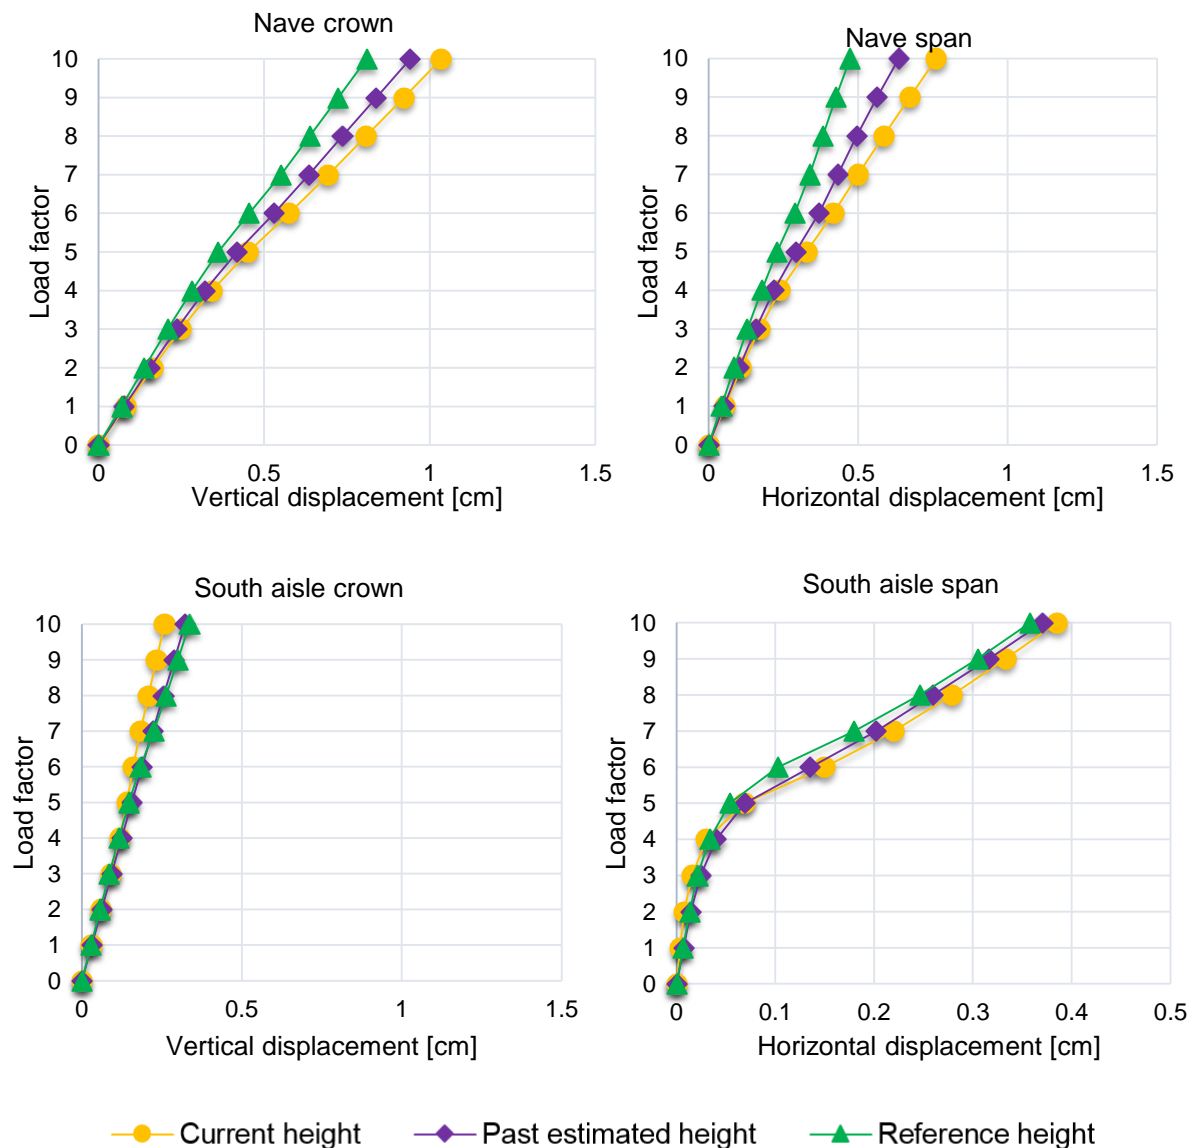 Nave crown
10
9
8
7
6
5
4
3
2
1
0
Load factor
0 0.5 1 1.5
Vertical displacement [cm]
Nave span
10
9
8
7
6
5
4
3
2
1
0
Load factor
0 0.5 1 1.5
Horizontal displacement [cm]
South aisle crown
10
9
8
7
6
5
4
3
2
1
0
Load factor
0 0.5 1 1.5
Vertical displacement [cm]
South aisle span
10
9
8
7
6
5
4
3
2
1
0
Load factor
0 0.1 0.2 0.3 0.4 0.5
Horizontal displacement [cm]
Current height Past estimated height Reference height